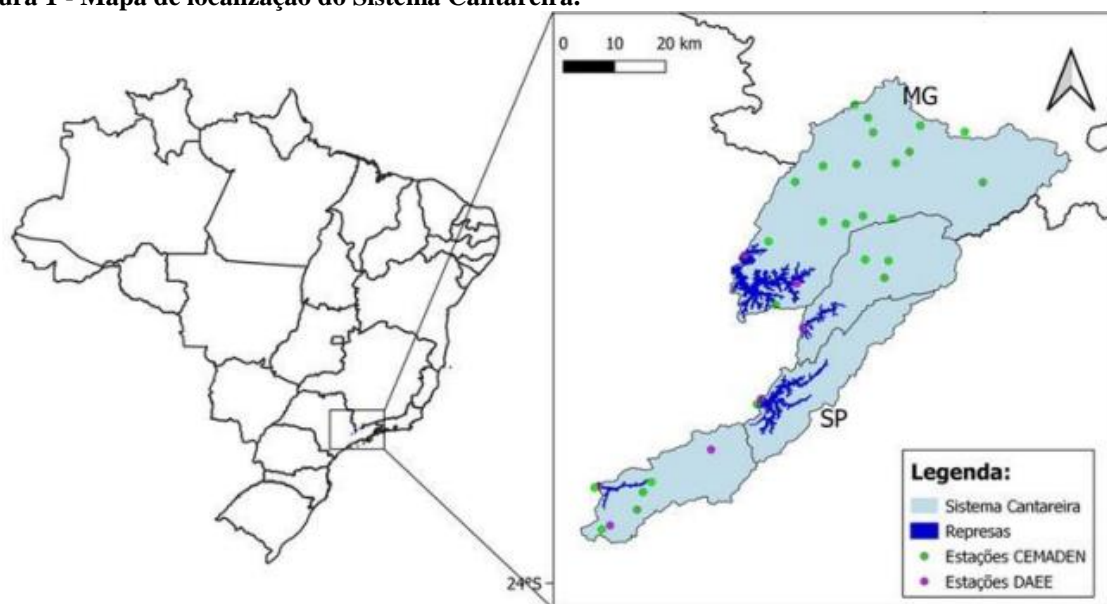 ura 1 - Mapa de localização do Sistema Cantareira.
0 10 20 km
MG
SP
Legenda:
Sistema Cantareira
Represas
Estações CEMADEN
Estações DAEE
24°S